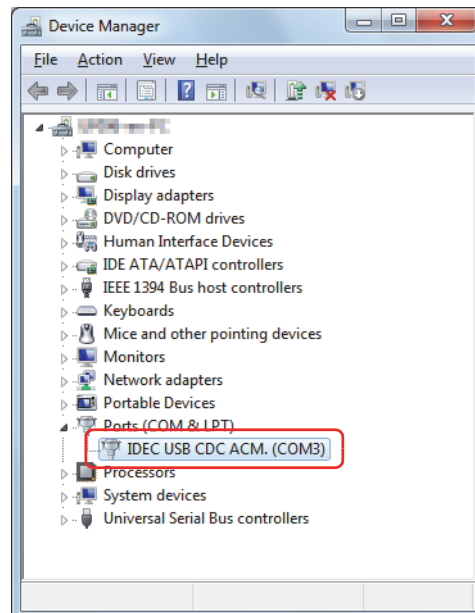 Device Manager
File Action View Help
Computer
Disk drives
Display adapters
DVD/CD-ROM drives
Human Interface Devices
IDE ATA/ATAPI controllers
IEEE 1394 Bus host controllers
Keyboards
Mice and other pointing devices
Monitors
Network adapters
Portable Devices
Ports (COM & LPT)
IDEC USB CDC ACM. (COM3)
Processors
System devices
Universal Serial Bus controllers